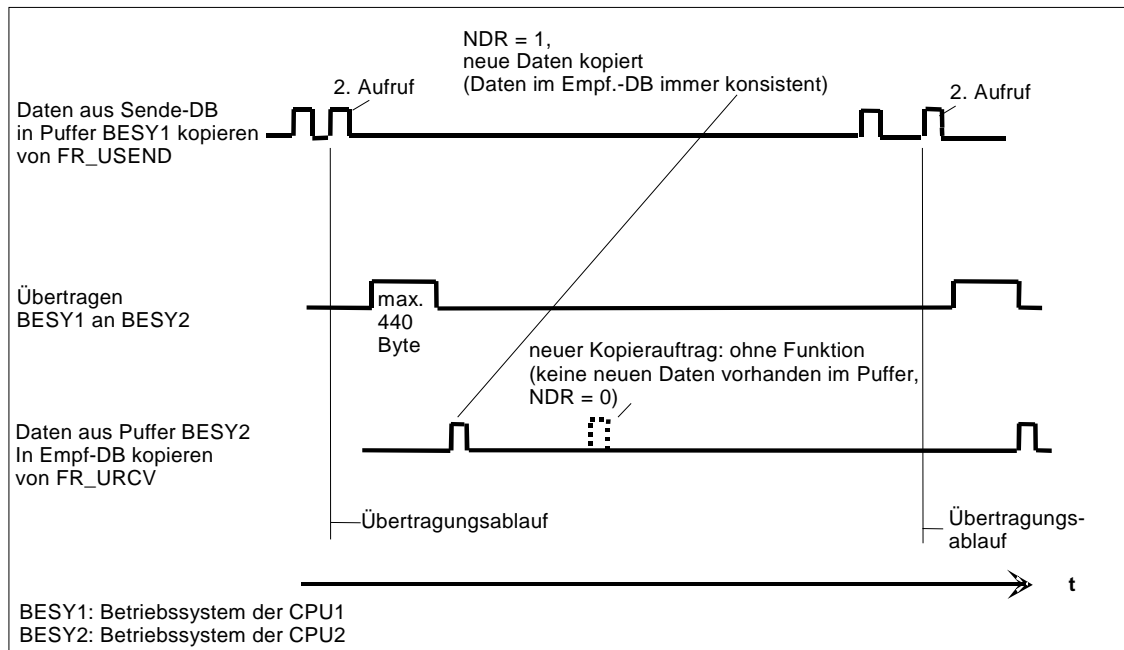 NDR = 1,
neue Daten kopiert
(Daten im Empf.-DB immer konsistent)
2. Aufruf
2. Aufruf
Daten aus Sende-DB
in Puffer BESY1 kopieren
von FR_USEND
Übertragen
BESY1 an BESY2
max.
440
Byte
neuer Kopierauftrag: ohne Funktion
(keine neuen Daten vorhanden im Puffer,
NDR = 0)
Daten aus Puffer BESY2
In Empf-DB kopieren
von FR_URCV
Übertragungsablauf
Übertragungs-
ablauf
t
BESY1: Betriebssystem der CPU1
BESY2: Betriebssystem der CPU2